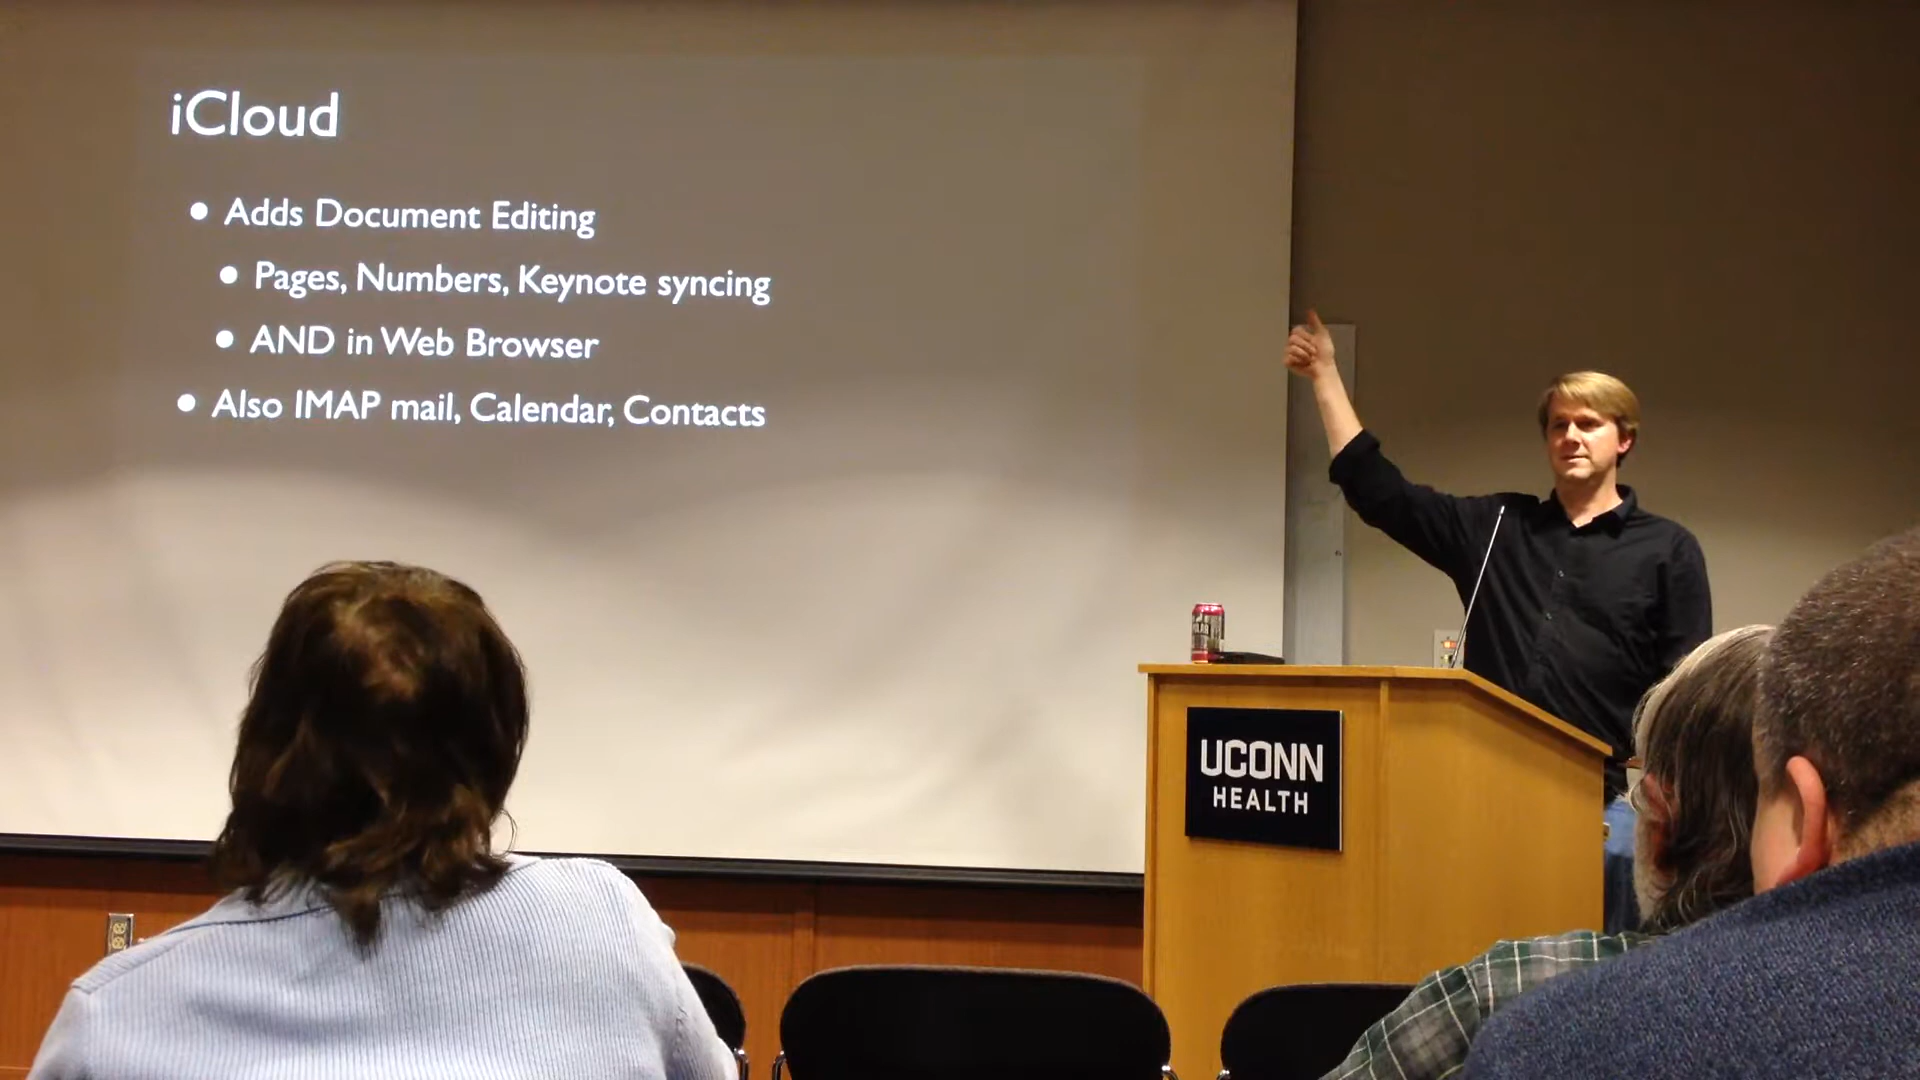 iCloud
Adds Document Editing
Pages, Numbers, Keynote syncing
AND in Web Browser
Also IMAP mail, Calendar, Contacts
UCONN
HEALTH